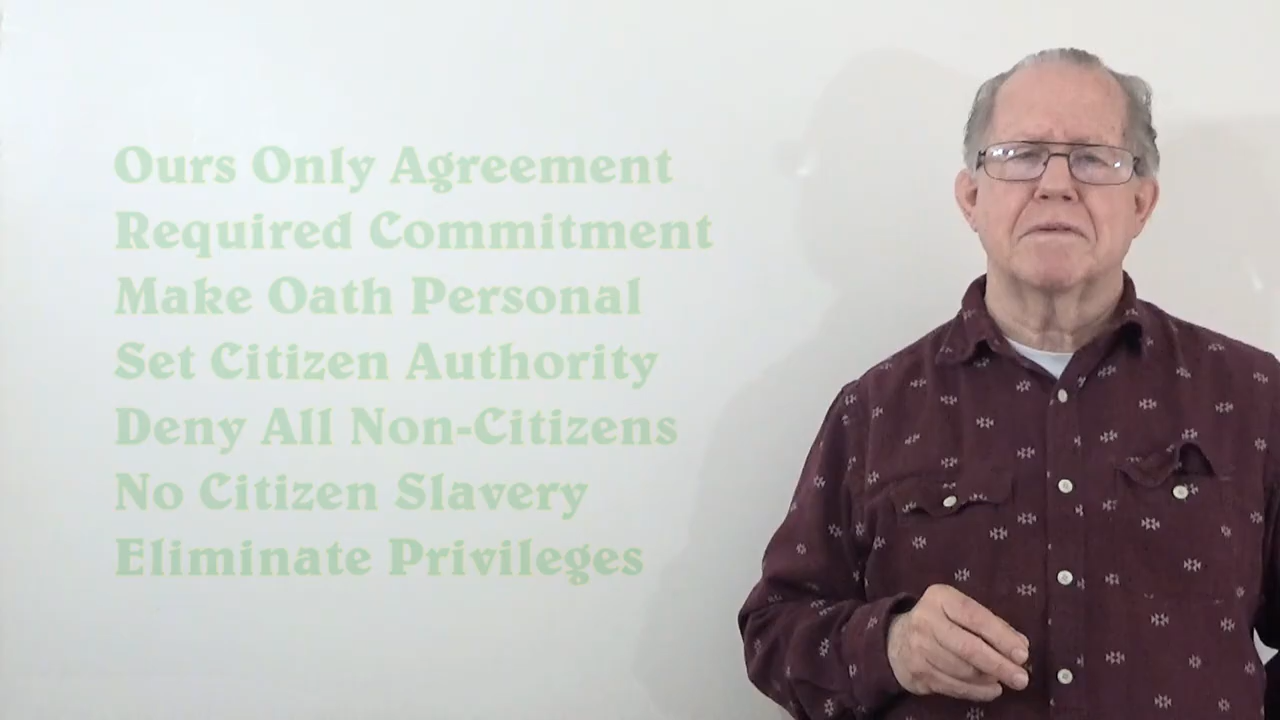 Ours Only Agreement
Required Commitment
Make Oath Personal
Set Citizen Authority
Deny All Non-Citizens
No Citizen Slavery
Eliminate Privileges